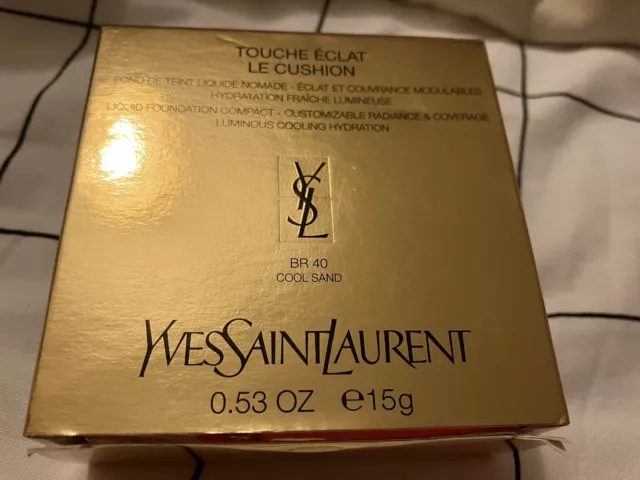 TOUCHE ÉCLAT
LE CUSHION
FOND DE TEINT LIQUIDE NOMADE - ÉCLAT ET COUVRANCE MODULABLES
HYDRATATION FRAÎCHE LUMINEUSE
LIQUID FOUNDATION COMPACT - CUSTOMIZABLE RADIANCE & COVERAGE
LUMINOUS COOLING HYDRATION
YSL
BR 40
COOL SAND
YVESSAINTLAURENT
0.53 OZ ℮15g